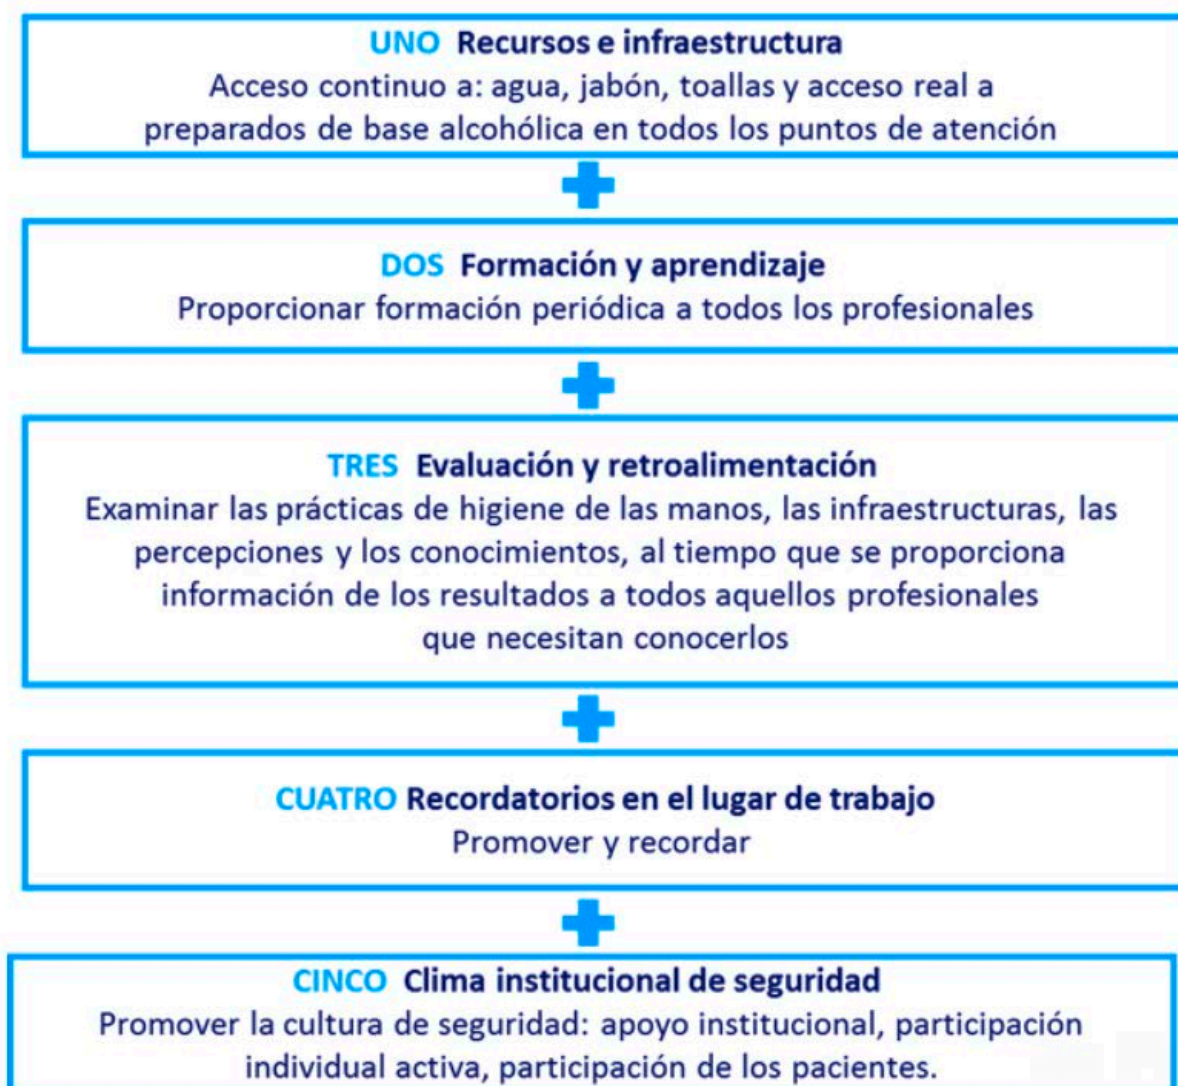 UNO Recursos e infraestructura
Acceso continuo a: agua, jabón, toallas y acceso real a
preparados de base alcohólica en todos los puntos de atención
DOS Formación y aprendizaje
Proporcionar formación periódica a todos los profesionales
TRES Evaluación y retroalimentación
Examinar las prácticas de higiene de las manos, las infraestructuras, las
percepciones y los conocimientos, al tiempo que se proporciona
información de los resultados a todos aquellos profesionales
que necesitan conocerlos
CUATRO Recordatorios en el lugar de trabajo
Promover y recordar
CINCO Clima institucional de seguridad
Promover la cultura de seguridad: apoyo institucional, participación
individual activa, participación de los pacientes.